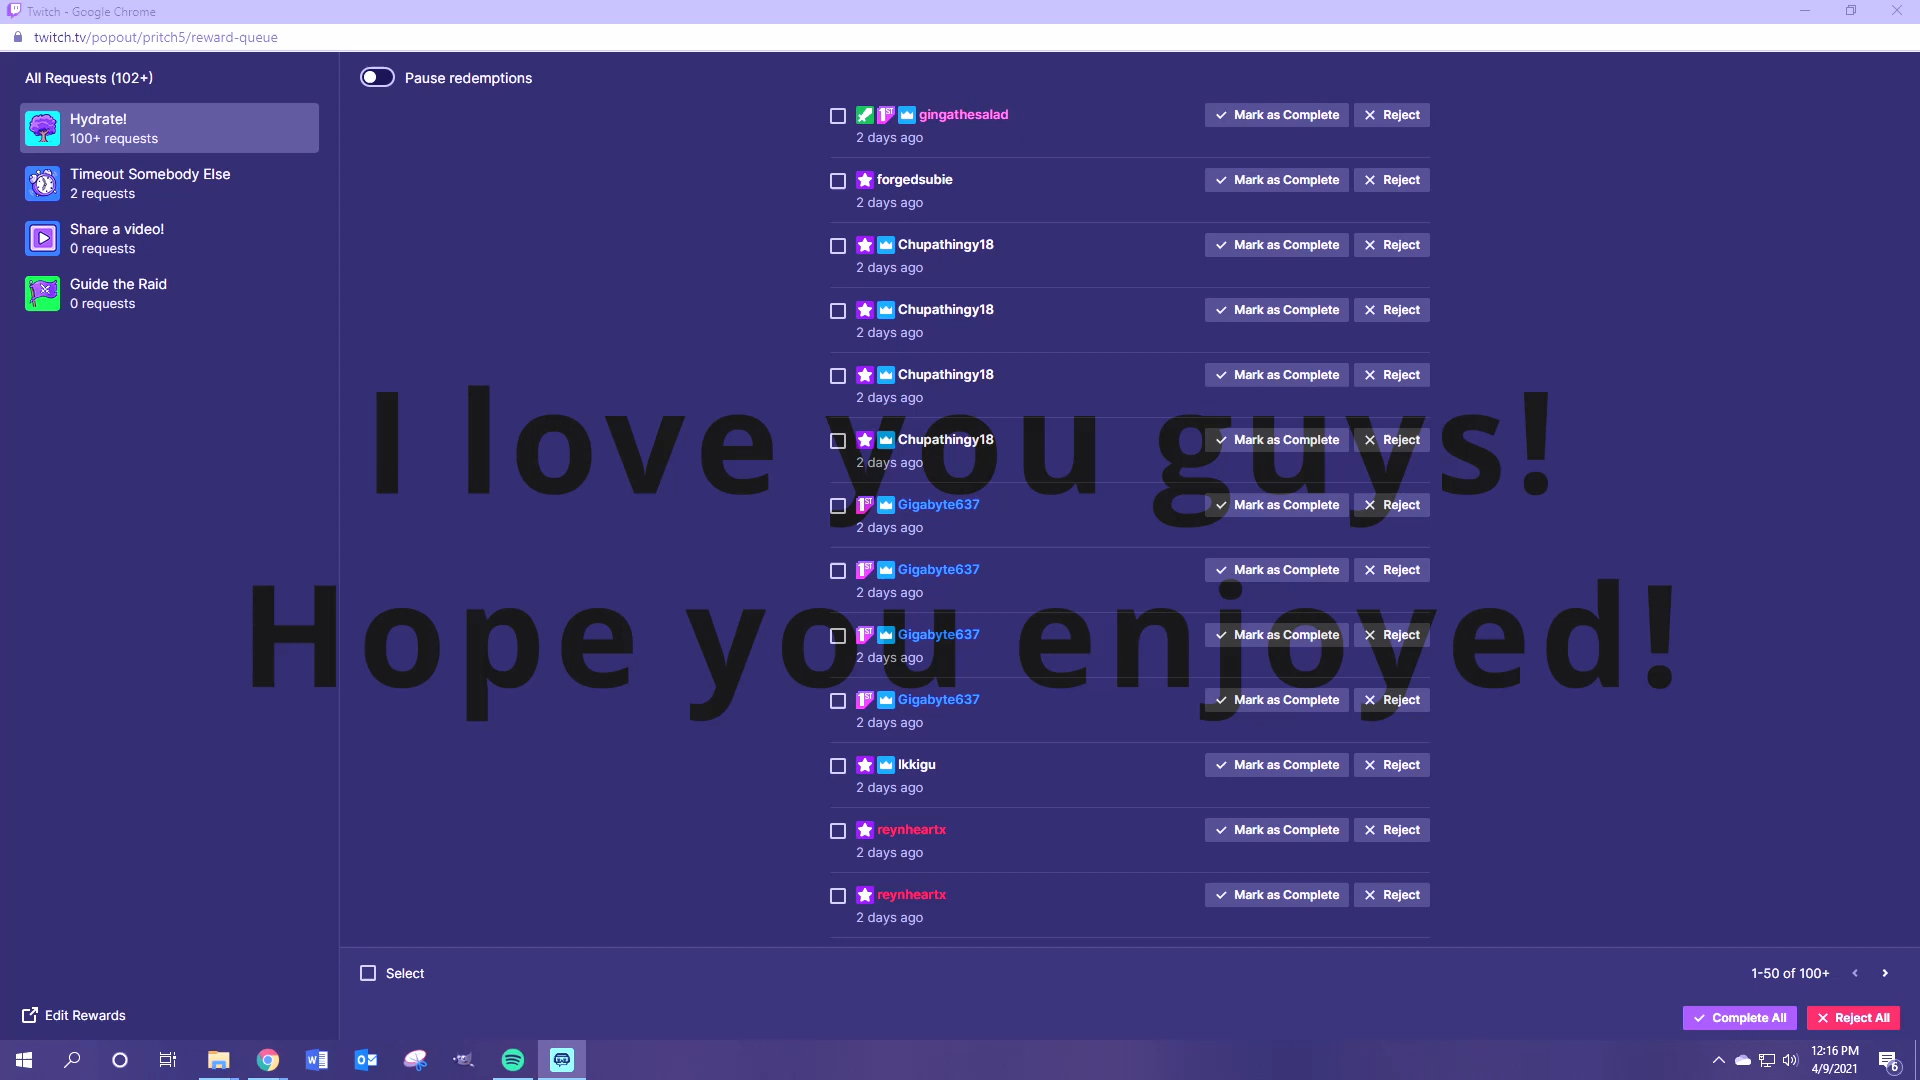 Twitch - Google Chrome
twitch.tv/popout/pritch5/reward-queue
All Requests (102+)
Hydrate!
100+ requests
Timeout Somebody Else
2 requests
Share a video!
0 requests
Guide the Raid
0 requests
Pause redemptions
1ST gingathesalad Mark as Complete Reject
2 days ago
forgedsubie Mark as Complete Reject
2 days ago
Chupathingy18 Mark as Complete Reject
2 days ago
Chupathingy18 Mark as Complete Reject
2 days ago
Chupathingy18 Mark as Complete Reject
2 days ago
Chupathingy18 Mark as Complete Reject
2 days ago
1ST Gigabyte637 Mark as Complete Reject
2 days ago
1ST Gigabyte637 Mark as Complete Reject
2 days ago
1ST Gigabyte637 Mark as Complete Reject
2 days ago
1ST Gigabyte637 Mark as Complete Reject
2 days ago
Ikkigu Mark as Complete Reject
2 days ago
reynheartx Mark as Complete Reject
2 days ago
reynheartx Mark as Complete Reject
2 days ago
I love you guys!
Hope you enjoyed!
Select
1-50 of 100+
Edit Rewards
Complete All Reject All
12:16 PM
4/9/2021
6